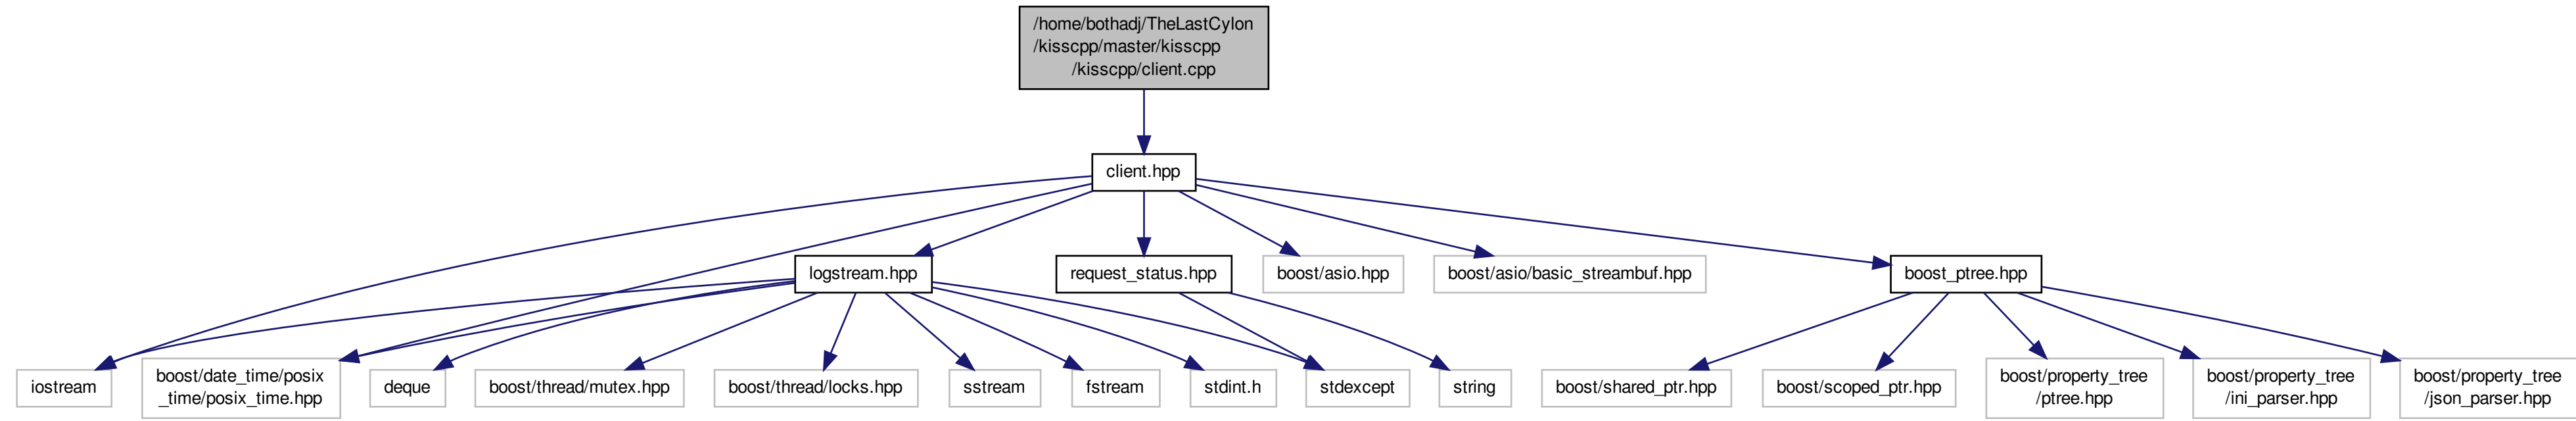 /home/bothadj/TheLastCylon
/kisscpp/master/kisscpp
/kisscpp/client.cpp
client.hpp
logstream.hpp
request_status.hpp
boost/asio.hpp
boost/asio/basic_streambuf.hpp
boost_ptree.hpp
iostream
boost/date_time/posix
_time/posix_time.hpp
deque
boost/thread/mutex.hpp
boost/thread/locks.hpp
sstream
fstream
stdint.h
stdexcept
string
boost/shared_ptr.hpp
boost/scoped_ptr.hpp
boost/property_tree
/ptree.hpp
boost/property_tree
/ini_parser.hpp
boost/property_tree
/json_parser.hpp